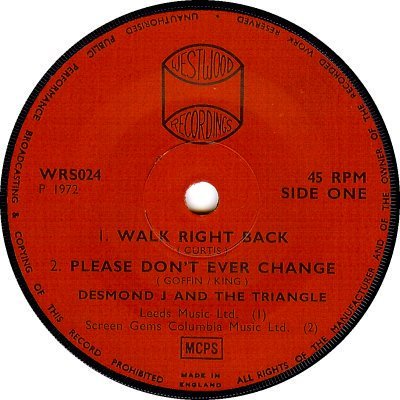 ALL RIGHTS OF THE MANUFACTURER AND OF THE OWNER OF THE RECORDED WORK RESERVED
UNAUTHORISED PUBLIC PERFORMANCE BROADCASTING & COPYING OF THIS RECORD PROHIBITED
WESTWOOD
RECORDINGS
WRS024
P 1972
45 RPM
SIDE ONE
1. WALK RIGHT BACK
( CURTIS )
2. PLEASE DON'T EVER CHANGE
( GOFFIN / KING )
DESMOND J AND THE TRIANGLE
Leeds Music Ltd. (1)
Screen Gems Columbia Music Ltd. (2)
MCPS
MADE IN
ENGLAND